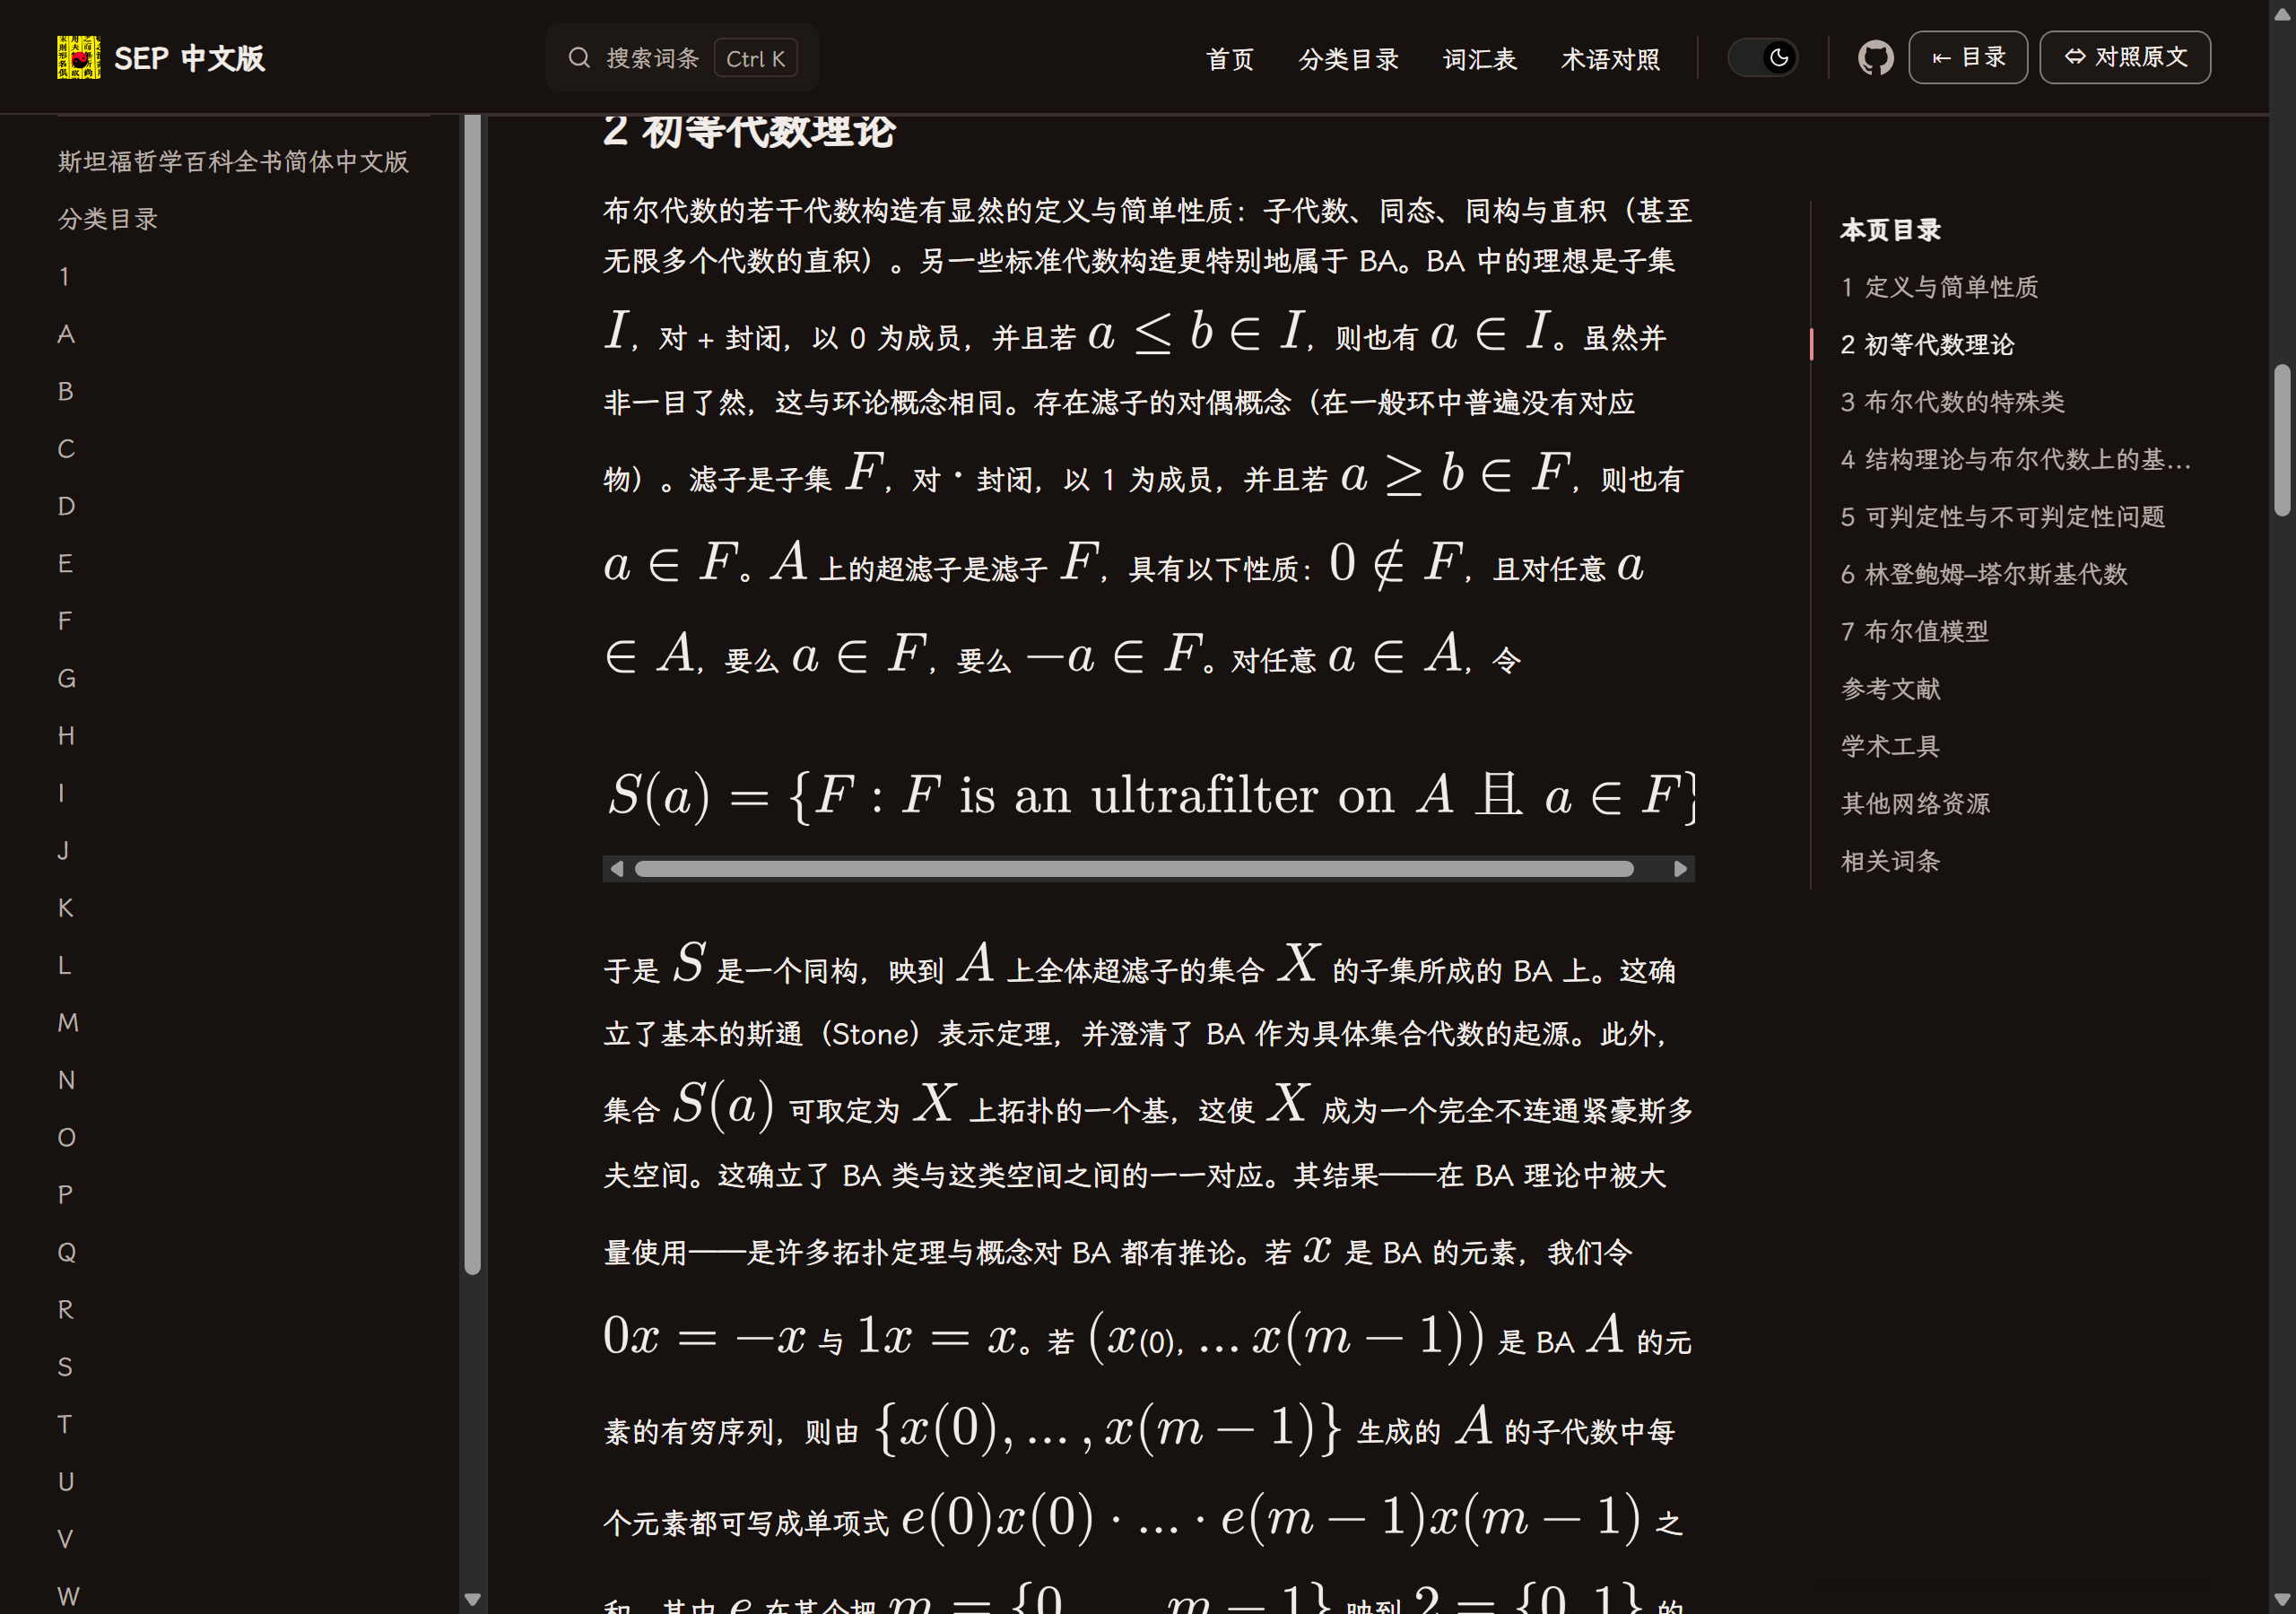 SEP 中文版
搜索词条 Ctrl K
首页 分类目录 词汇表 术语对照
⇤ 目录 ⇔ 对照原文
斯坦福哲学百科全书简体中文版
分类目录
1
A
B
C
D
E
F
G
H
I
J
K
L
M
N
O
P
Q
R
S
T
U
V
W
2 初等代数理论
布尔代数的若干代数构造有显然的定义与简单性质：子代数、同态、同构与直积（甚至
无限多个代数的直积）。另一些标准代数构造更特别地属于 BA。BA 中的理想是子集
I，对 + 封闭，以 0 为成员，并且若 a ≤ b ∈ I，则也有 a ∈ I。虽然并
非一目了然，这与环论概念相同。存在滤子的对偶概念（在一般环中普遍没有对应
物）。滤子是子集 F，对 · 封闭，以 1 为成员，并且若 a ≥ b ∈ F，则也有
a ∈ F。A 上的超滤子是滤子 F，具有以下性质：0 ∉ F，且对任意 a
∈ A，要么 a ∈ F，要么 −a ∈ F。对任意 a ∈ A，令
S(a) = {F : F is an ultrafilter on A 且 a ∈ F}
于是 S 是一个同构，映到 A 上全体超滤子的集合 X 的子集所成的 BA 上。这确
立了基本的斯通（Stone）表示定理，并澄清了 BA 作为具体集合代数的起源。此外，
集合 S(a) 可取定为 X 上拓扑的一个基，这使 X 成为一个完全不连通紧豪斯多
夫空间。这确立了 BA 类与这类空间之间的一一对应。其结果——在 BA 理论中被大
量使用——是许多拓扑定理与概念对 BA 都有推论。若 x 是 BA 的元素，我们令
0x = −x 与 1x = x。若 (x(0), … x(m − 1)) 是 BA A 的元
素的有穷序列，则由 {x(0), … , x(m − 1)} 生成的 A 的子代数中每
个元素都可写成单项式 e(0)x(0) · … · e(m − 1)x(m − 1) 之
和，其中 e 在某个把 m = {0, … , m − 1} 映到 2 = {0, 1} 的
本页目录
1 定义与简单性质
2 初等代数理论
3 布尔代数的特殊类
4 结构理论与布尔代数上的基…
5 可判定性与不可判定性问题
6 林登鲍姆–塔尔斯基代数
7 布尔值模型
参考文献
学术工具
其他网络资源
相关词条